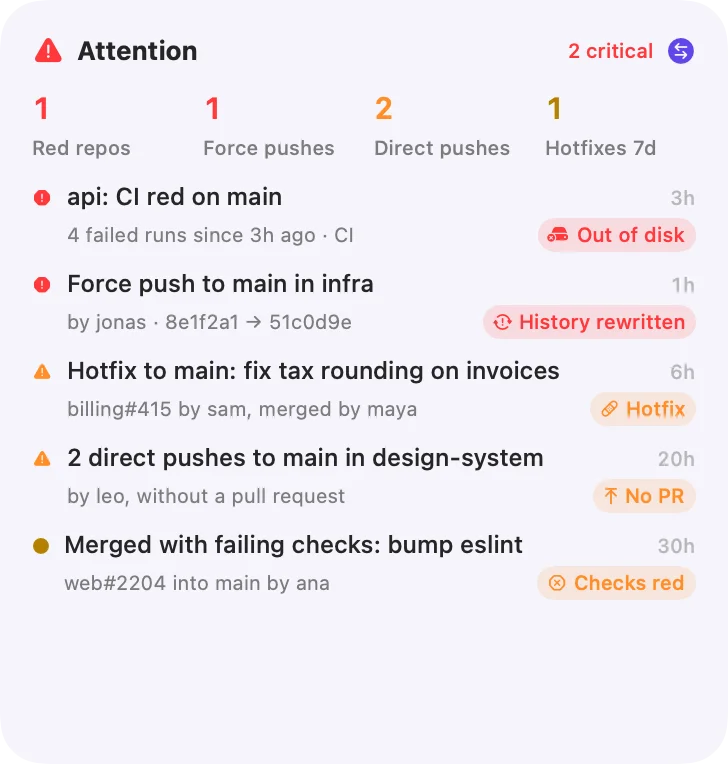 Attention
2 critical
1 1 2 1
Red repos Force pushes Direct pushes Hotfixes 7d
api: CI red on main 3h
4 failed runs since 3h ago · CI Out of disk
Force push to main in infra 1h
by jonas · 8e1f2a1 → 51c0d9e History rewritten
Hotfix to main: fix tax rounding on invoices 6h
billing#415 by sam, merged by maya Hotfix
2 direct pushes to main in design-system 20h
by leo, without a pull request No PR
Merged with failing checks: bump eslint 30h
web#2204 into main by ana Checks red